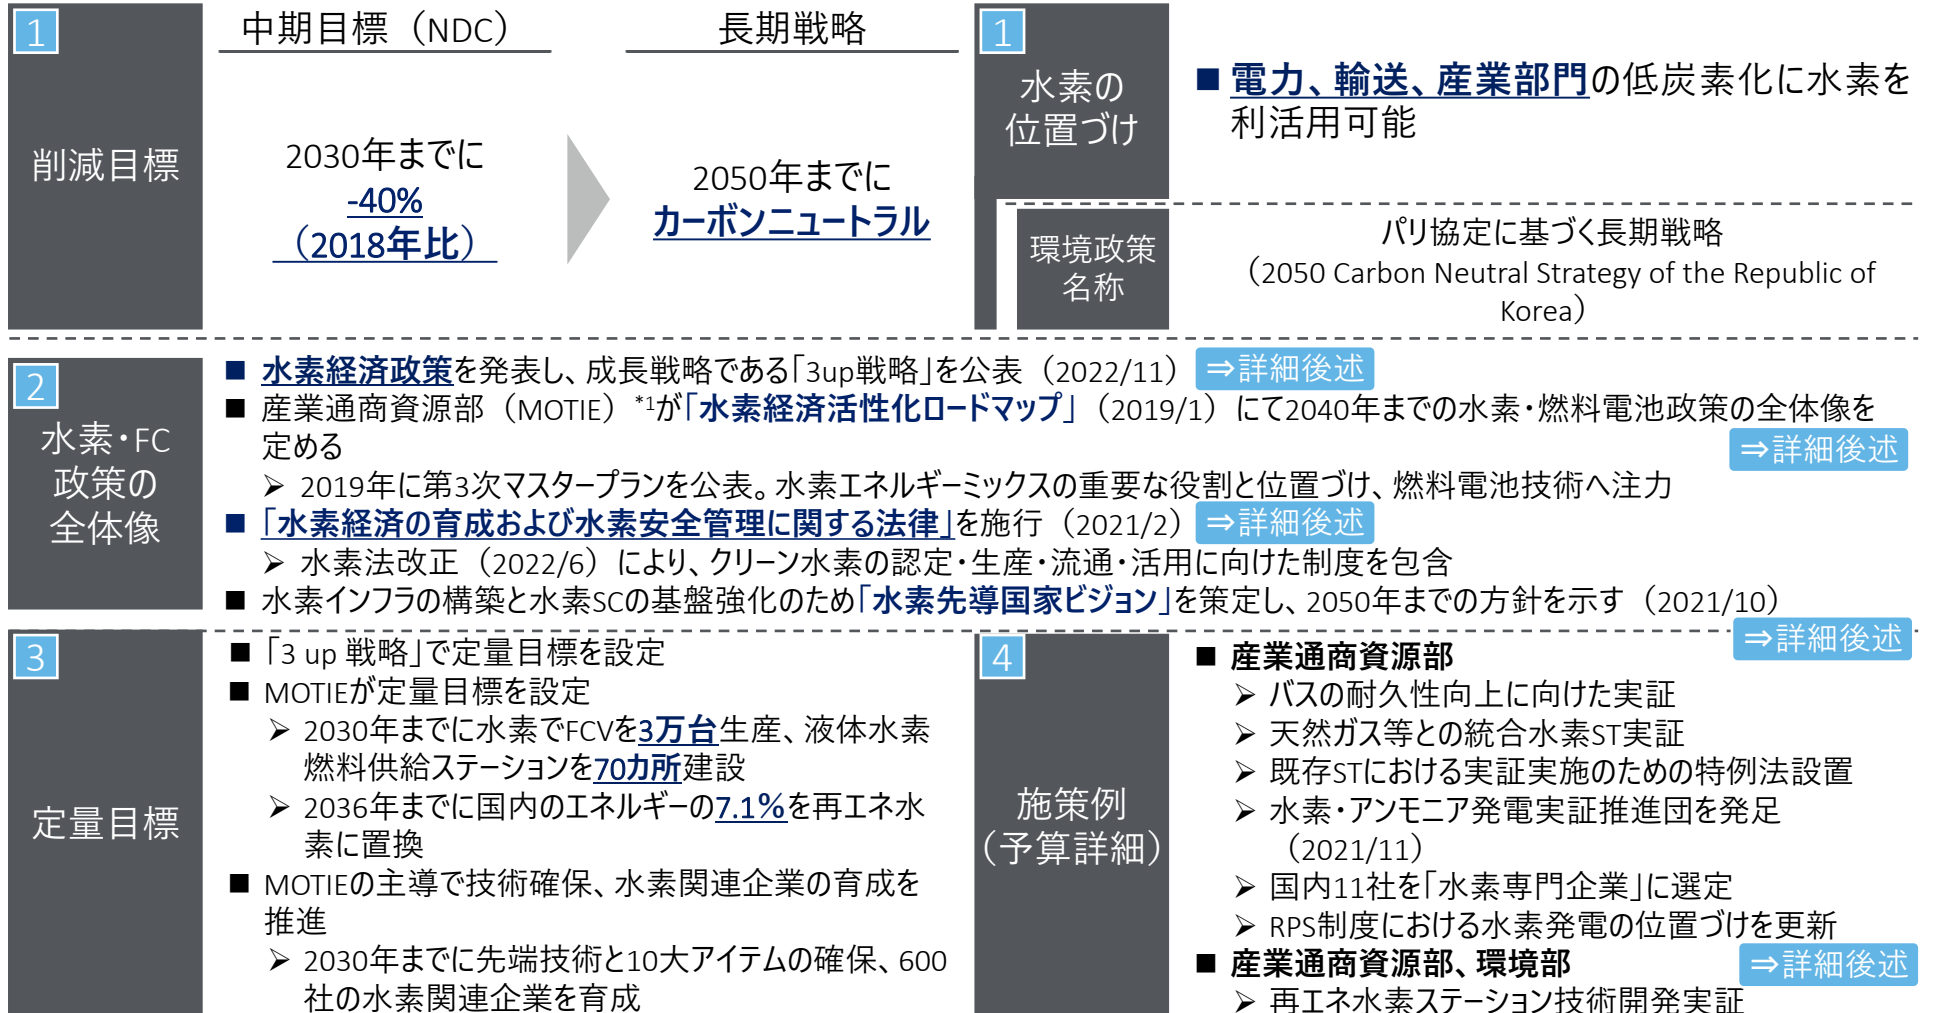 1
削減目標
中期目標（NDC）
2030年までに
-40%
（2018年比）
長期戦略
2050年までに
カーボンニュートラル
1
水素の
位置づけ
■ 電力、輸送、産業部門の低炭素化に水素を
利活用可能
環境政策
名称
パリ協定に基づく長期戦略
（2050 Carbon Neutral Strategy of the Republic of
Korea）
2
水素・FC
政策の
全体像
■ 水素経済政策を発表し、成長戦略である「3up戦略」を公表（2022/11） ⇒詳細後述
■ 産業通商資源部（MOTIE）*1が「水素経済活性化ロードマップ」（2019/1）にて2040年までの水素・燃料電池政策の全体像を
定める ⇒詳細後述
➢ 2019年に第3次マスタープランを公表。水素エネルギーミックスの重要な役割と位置づけ、燃料電池技術へ注力
■ 「水素経済の育成および水素安全管理に関する法律」を施行（2021/2） ⇒詳細後述
➢ 水素法改正（2022/6）により、クリーン水素の認定・生産・流通・活用に向けた制度を包含
■ 水素インフラの構築と水素SCの基盤強化のため「水素先導国家ビジョン」を策定し、2050年までの方針を示す（2021/10）
⇒詳細後述
3
定量目標
■ 「3 up 戦略」で定量目標を設定
■ MOTIEが定量目標を設定
➢ 2030年までに水素でFCVを3万台生産、液体水素
燃料供給ステーションを70カ所建設
➢ 2036年までに国内のエネルギーの7.1％を再エネ水
素に置換
■ MOTIEの主導で技術確保、水素関連企業の育成を
推進
➢ 2030年までに先端技術と10大アイテムの確保、600
社の水素関連企業を育成
4
施策例
（予算詳細）
■ 産業通商資源部
➢ バスの耐久性向上に向けた実証
➢ 天然ガス等との統合水素ST実証
➢ 既存STにおける実証実施のための特例法設置
➢ 水素・アンモニア発電実証推進団を発足
（2021/11）
➢ 国内11社を「水素専門企業」に選定
➢ RPS制度における水素発電の位置づけを更新
■ 産業通商資源部、環境部 ⇒詳細後述
➢ 再エネ水素ステーション技術開発実証